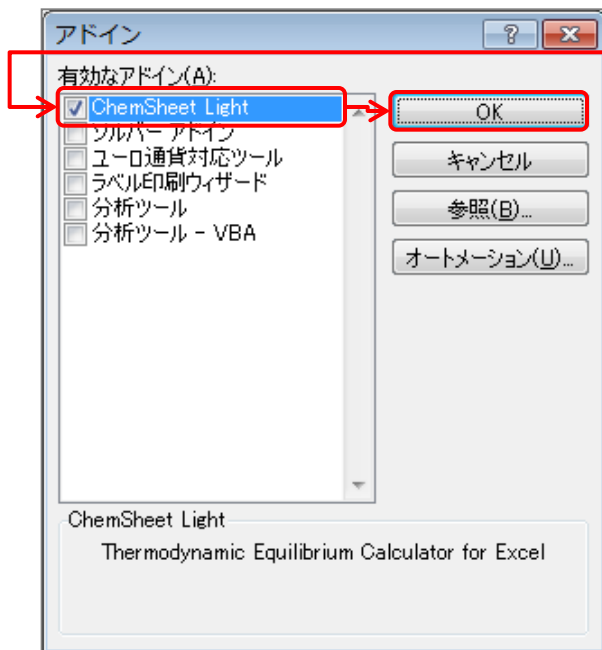 アドイン
有効なアドイン(A):
ChemSheet Light
ソルバー アドイン
ユーロ通貨対応ツール
ラベル印刷ウィザード
分析ツール
分析ツール - VBA
OK
キャンセル
参照(B)...
オートメーション(U)...
ChemSheet Light
Thermodynamic Equilibrium Calculator for Excel